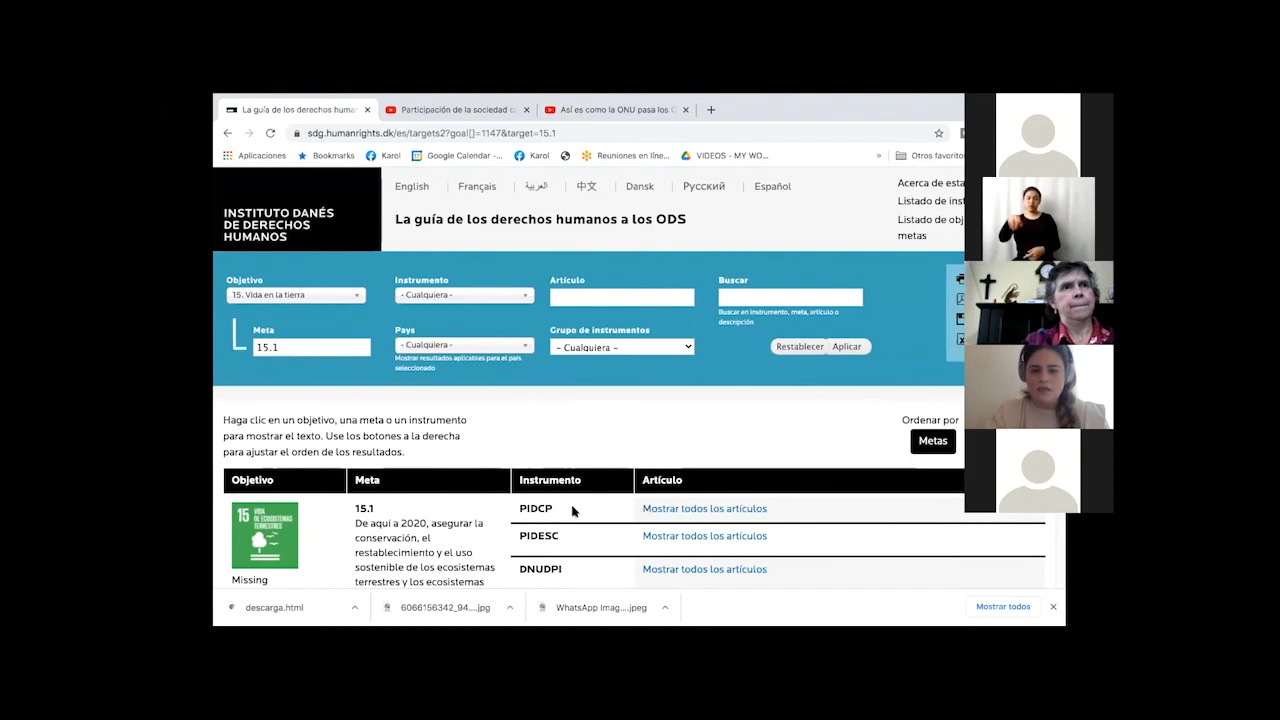 La guía de los derechos humar
Participación de la sociedad c
Así es como la ONU pasa los
sdg.humanrights.dk/es/targets2?goal[]=1147&target=15.1
Aplicaciones
Bookmarks
Karol
Google Calendar -...
Karol
Reuniones en líne...
VIDEOS - MY WO...
»
Otros favorito
English | Français | العربية | 中文 | Dansk | Русский | Español
Acerca de esta
INSTITUTO DANÉS
DE DERECHOS
HUMANOS
La guía de los derechos humanos a los ODS
Listado de ins
Listado de obj
metas
Objetivo
15. Vida en la tierra
Instrumento
- Cualquiera -
Artículo
Buscar
Buscar en instrumento, meta, artículo o
descripción
Meta
15.1
Pays
- Cualquiera -
Mostrar resultados aplicables para el país
seleccionado
Grupo de instrumentos
- Cualquiera -
Restablecer
Aplicar
Haga clic en un objetivo, una meta o un instrumento
para mostrar el texto. Use los botones a la derecha
para ajustar el orden de los resultados.
Ordenar por
Metas
Objetivo
Meta
Instrumento
Artículo
15 VIDA
DE ECOSISTEMAS
TERRESTRES
Missing
15.1
De aquí a 2020, asegurar la
conservación, el
restablecimiento y el uso
sostenible de los ecosistemas
terrestres y los ecosistemas
PIDCP
Mostrar todos los artículos
PIDESC
Mostrar todos los artículos
DNUDPI
Mostrar todos los artículos
descarga.html
6066156342_94....jpg
WhatsApp Imag....jpeg
Mostrar todos